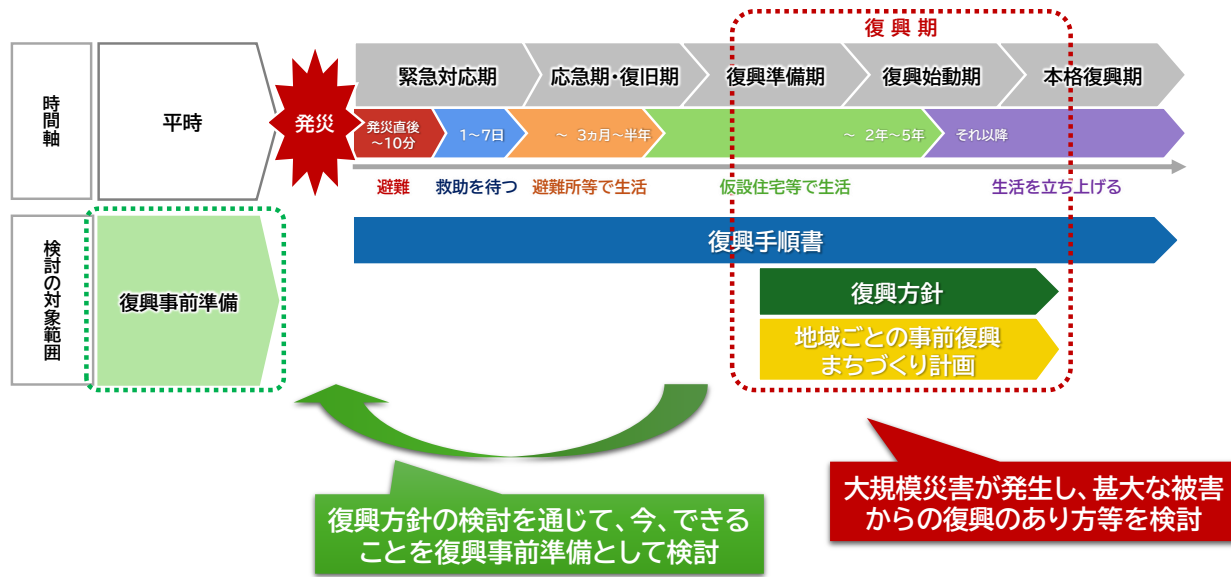 復 興 期
時間軸
平時
発災
緊急対応期
応急期・復旧期
復興準備期
復興始動期
本格復興期
発災直後
～10分
1～7日
～ 3ヵ月～半年
～ 2年～5年
それ以降
避難
救助を待つ
避難所等で生活
仮設住宅等で生活
生活を立ち上げる
検討の対象範囲
復興事前準備
復興手順書
復興方針
地域ごとの事前復興
まちづくり計画
復興方針の検討を通じて、今、できる
ことを復興事前準備として検討
大規模災害が発生し、甚大な被害
からの復興のあり方等を検討